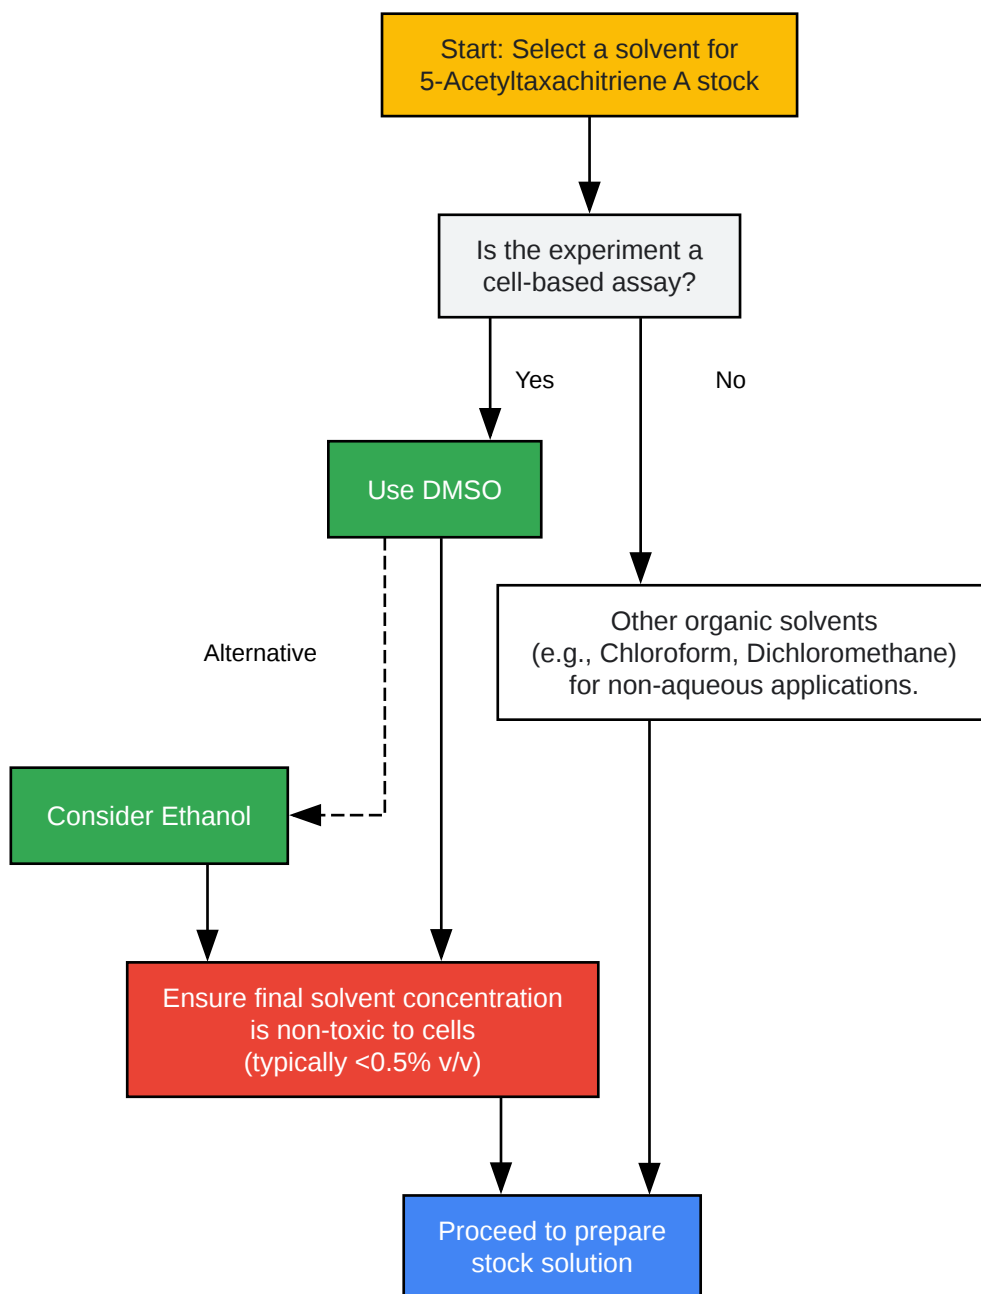 Start: Select a solvent for
5-Acetyltaxachitriene A stock
Is the experiment a
cell-based assay?
Yes
No
Use DMSO
Other organic solvents
(e.g., Chloroform, Dichloromethane)
for non-aqueous applications.
Alternative
Consider Ethanol
Ensure final solvent concentration
is non-toxic to cells
(typically <0.5% v/v)
Proceed to prepare
stock solution